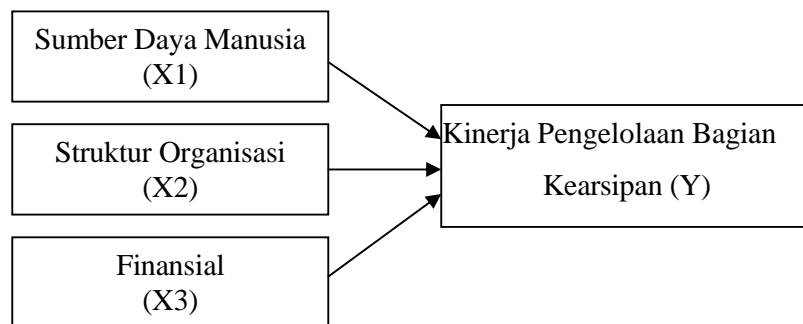 Sumber Daya Manusia
(X1)
Struktur Organisasi
(X2)
Finansial
(X3)
Kinerja Pengelolaan Bagian
Kearsipan (Y)